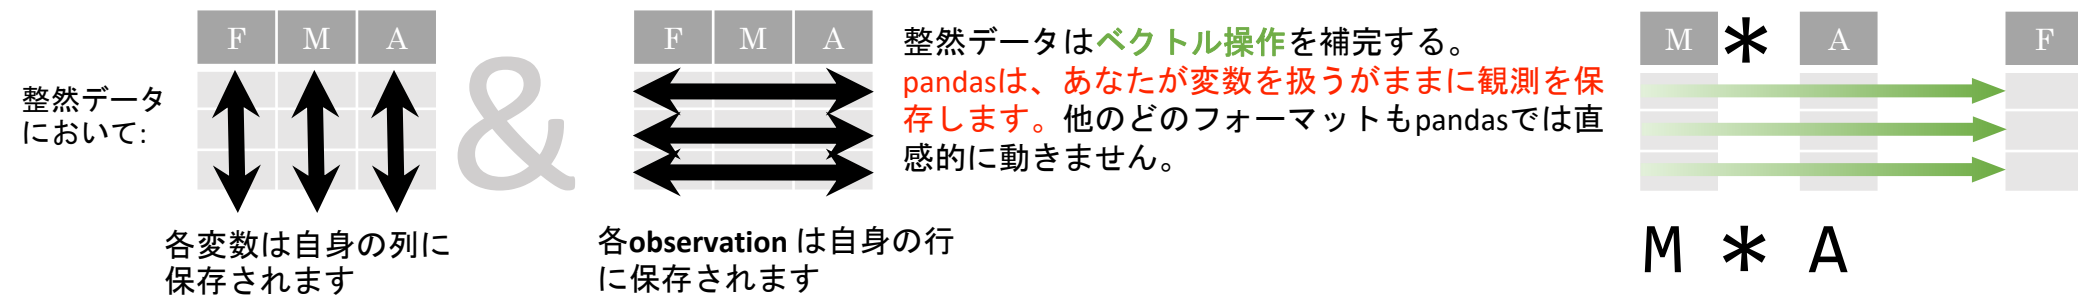 F M A
整然データ
において:
各変数は自身の列に
保存されます
&
F M A
各observation は自身の行
に保存されます
整然データはベクトル操作を補完する。
pandasは、あなたが変数を扱うがままに観測を保
存します。他のどのフォーマットもpandasでは直
感的に動きません。
M * A F
M * A